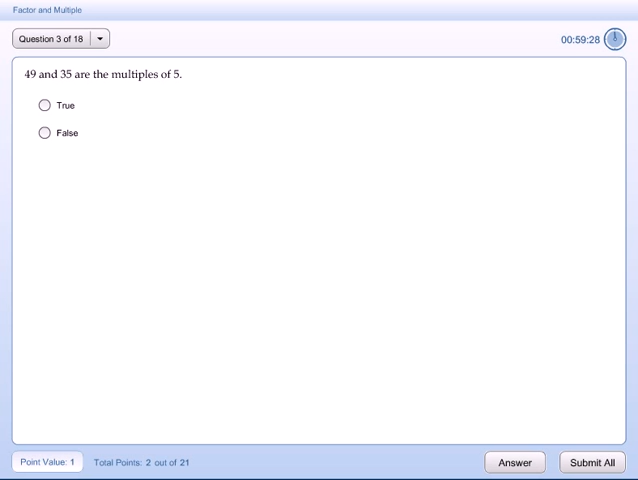 Factor and Multiple
Question 3 of 18
00:59:28
49 and 35 are the multiples of 5.
True
False
Point Value: 1
Total Points: 2 out of 21
Answer
Submit All